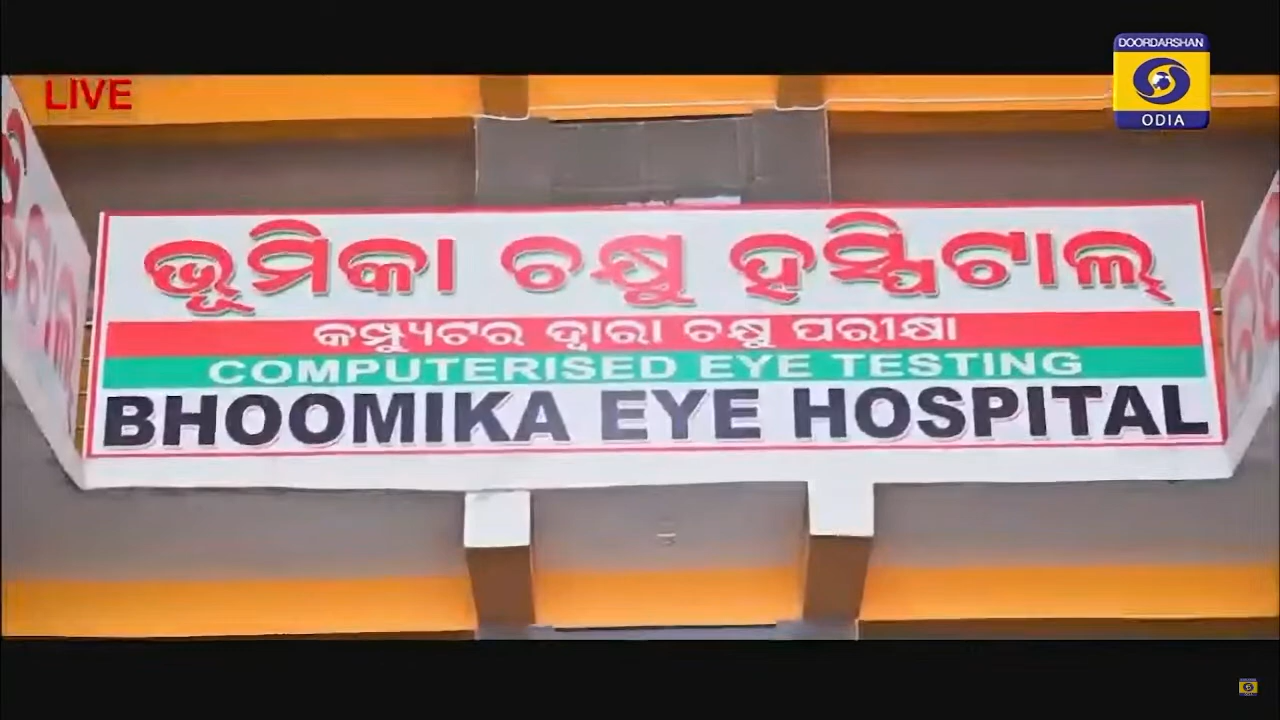 LIVE
DOORDARSHAN
ODIA
ଭୂମିକା ଚକ୍ଷୁ ହସ୍ପିଟାଲ୍
କମ୍ପ୍ୟୁଟର ଦ୍ୱାରା ଚକ୍ଷୁ ପରୀକ୍ଷା
COMPUTERISED EYE TESTING
BHOOMIKA EYE HOSPITAL